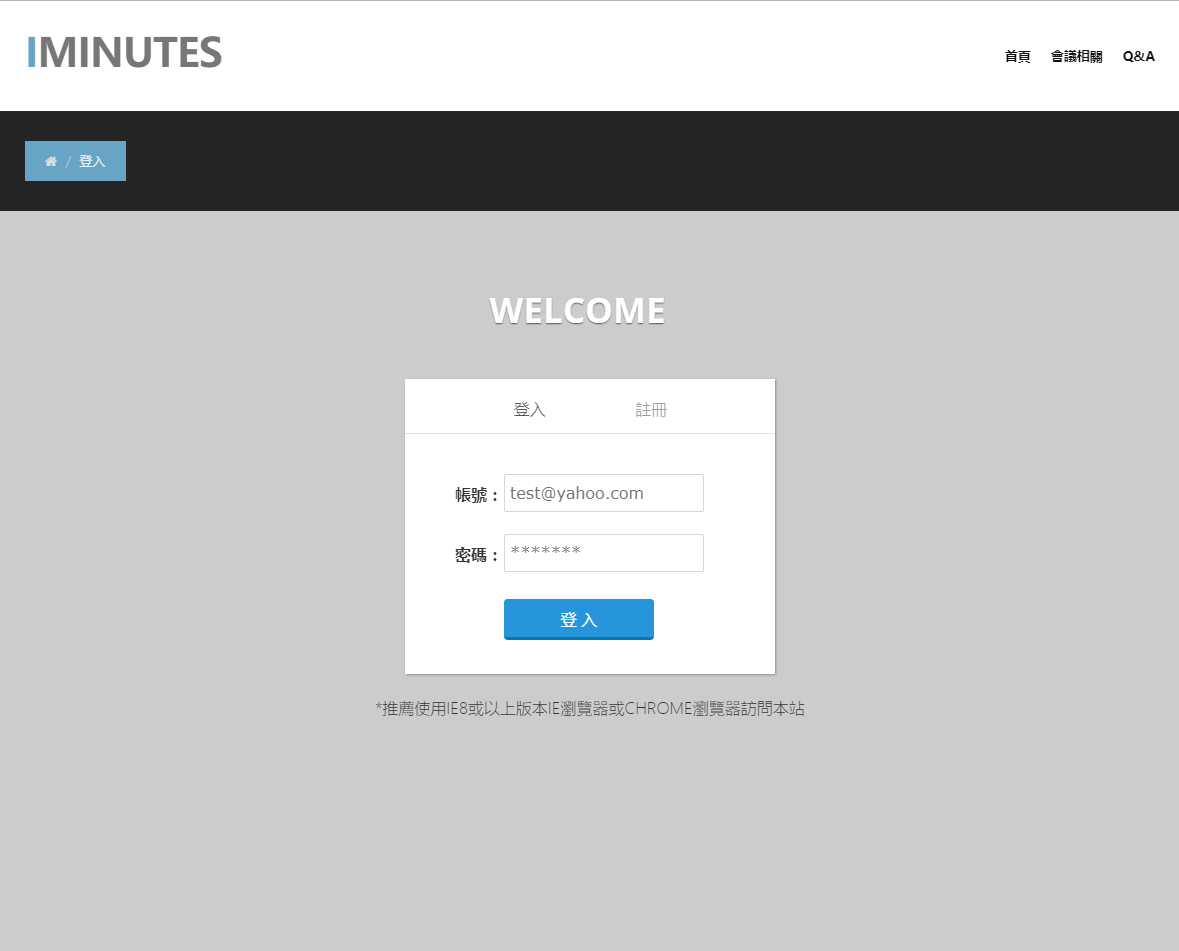 IMINUTES
首頁 會議相關 Q&A
/ 登入
WELCOME
登入 註冊
帳號： test@yahoo.com
密碼： *******
登 入
*推薦使用IE8或以上版本IE瀏覽器或CHROME瀏覽器訪問本站